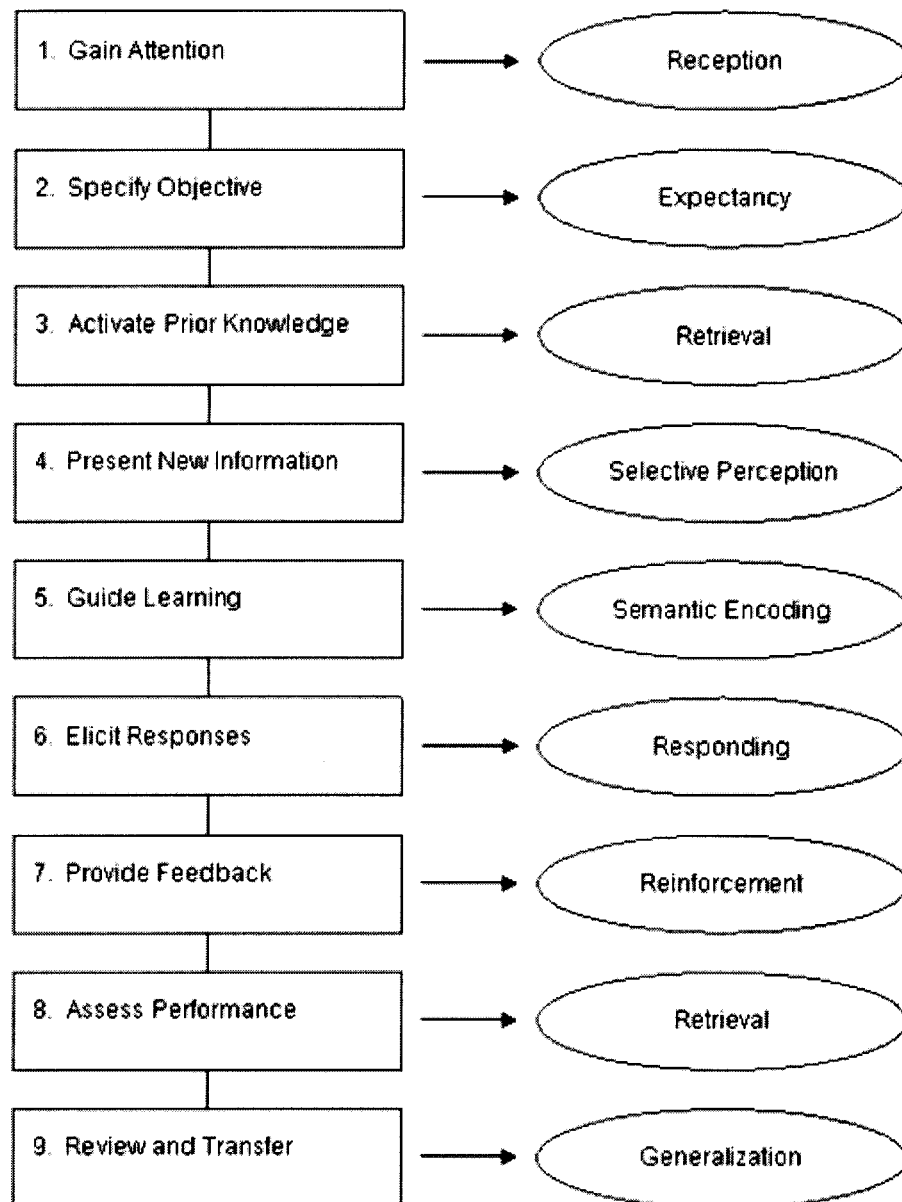 1. Gain Attention
Reception
2. Specify Objective
Expectancy
3. Activate Prior Knowledge
Retrieval
4. Present New Information
Selective Perception
5. Guide Learning
Semantic Encoding
6. Elicit Responses
Responding
7. Provide Feedback
Reinforcement
8. Assess Performance
Retrieval
9. Review and Transfer
Generalization